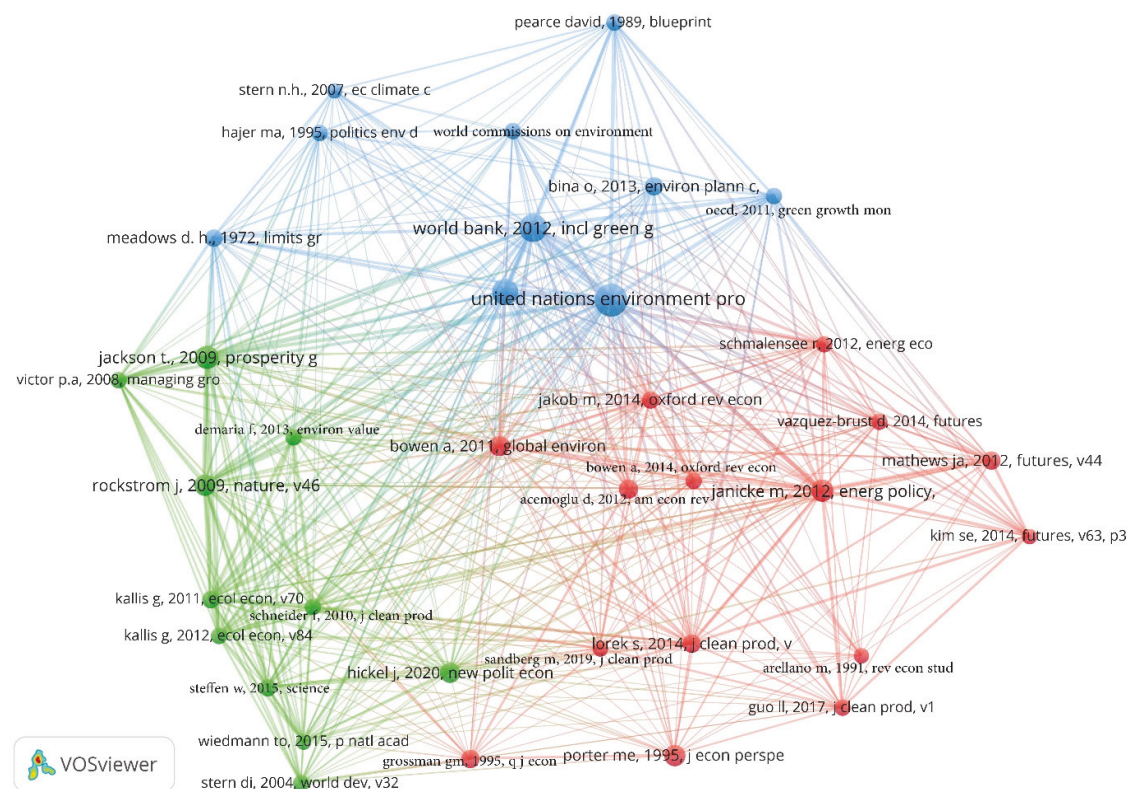 pearce david, 1989, blueprint
stern n.h., 2007, ec climate c
hajer ma, 1995, politics env d
world commissions on environment
bina o, 2013, environ plann c,
oecd, 2011, green growth mon
world bank, 2012, incl green g
meadows d. h., 1972, limits gr
united nations environment pro
schmalensee r, 2012, energ eco
jackson t., 2009, prosperity g
victor p.a, 2008, managing gro
jakob m, 2014, oxford rev econ
vazquez-brust d, 2014, futures
demaria f, 2013, environ value
bowen a, 2011, global environ
mathews ja, 2012, futures, v44
bowen a, 2014, oxford rev econ
rockstrom j, 2009, nature, v46
acemoglu d, 2012, am econ rev
janicke m, 2012, energ policy,
kim se, 2014, futures, v63, p3
kallis g, 2011, ecol econ, v70
schneider f, 2010, j clean prod
kallis g, 2012, ecol econ, v84
lorek s, 2014, j clean prod, v
sandberg m, 2019, j clean prod
arellano m, 1991, rev econ stud
hickel j, 2020, new polit econ
steffen w, 2015, science
guo ll, 2017, j clean prod, v1
wiedmann to, 2015, p natl acad
porter me, 1995, j econ perspe
grossman gm, 1995, q j econ
VOSviewer
stern di, 2004, world dev, v32